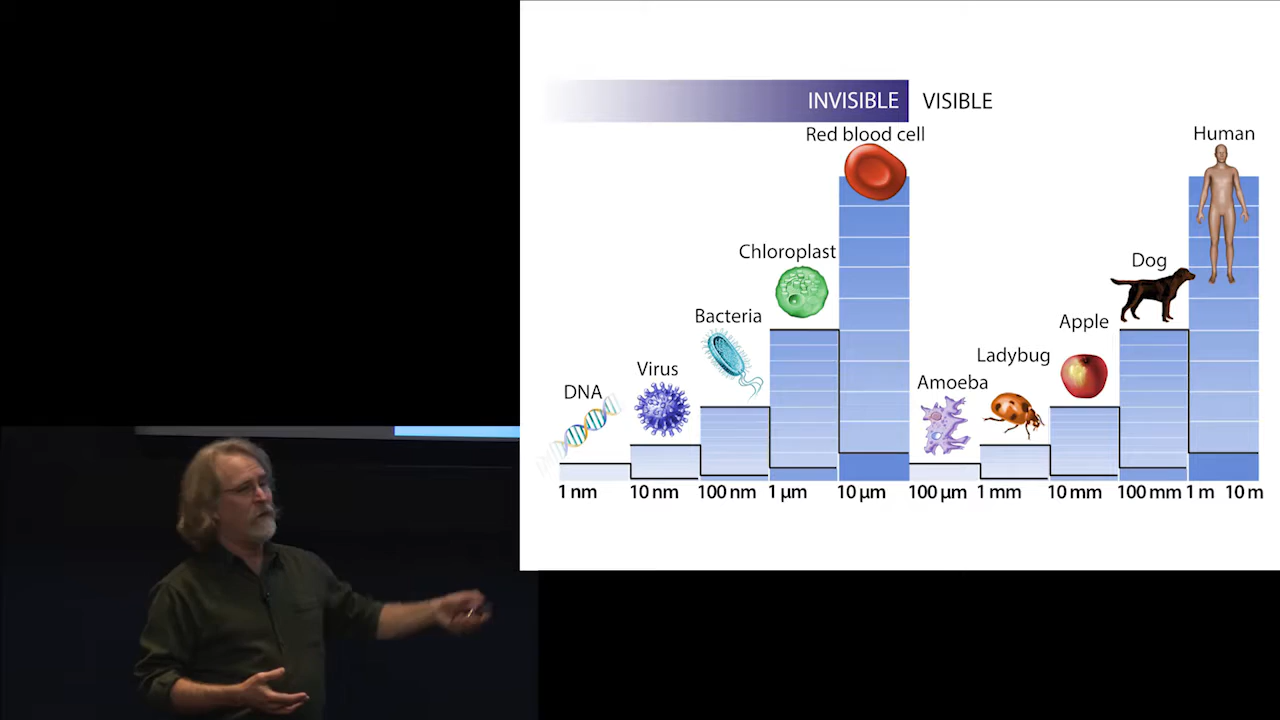 INVISIBLE VISIBLE
Red blood cell
Human
Chloroplast
Dog
Bacteria
Apple
Virus
Ladybug
DNA
Amoeba
1 nm 10 nm 100 nm 1 µm 10 µm 100 µm 1 mm 10 mm 100 mm 1 m 10 m